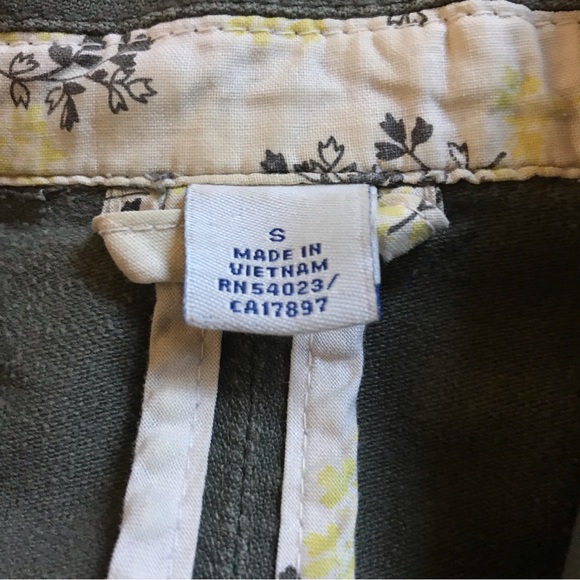 S
MADE IN
VIETNAM
RN54023/
CA17897